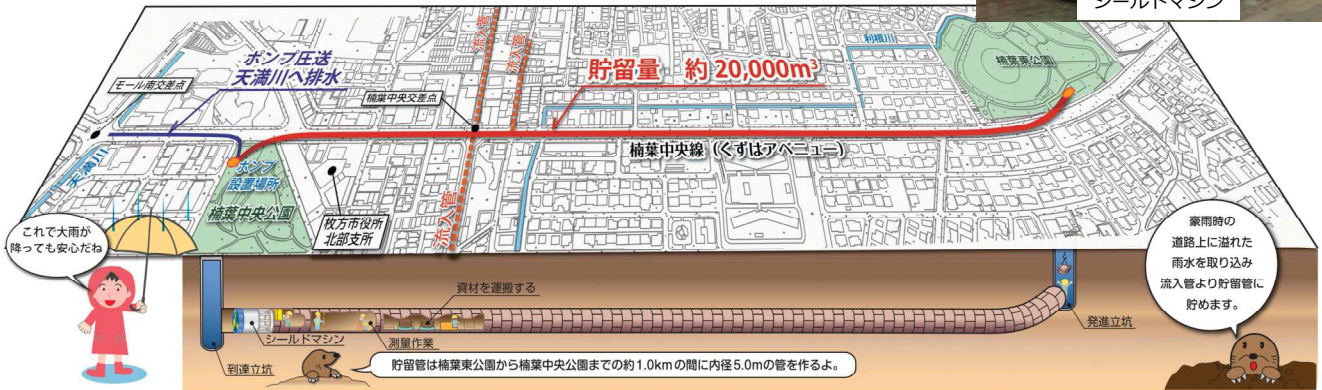 シールドマシン
ポンプ圧送
天満川へ排水
モール南交差点
流入管
流入管
楠葉中央交差点
貯留量 約 20,000m³
利根川
楠葉東公園
楠葉中央線（くずはアベニュー）
天満川
ポンプ
設置場所
楠葉中央公園
枚方市役所
北部支所
流入管
これで大雨が
降っても安心だね
豪雨時の
道路上に溢れた
雨水を取り込み
流入管より貯留管に
貯めます。
資材を運搬する
シールドマシン
測量作業
発進立坑
到達立坑
貯留管は楠葉東公園から楠葉中央公園までの約1.0kmの間に内径5.0mの管を作るよ。